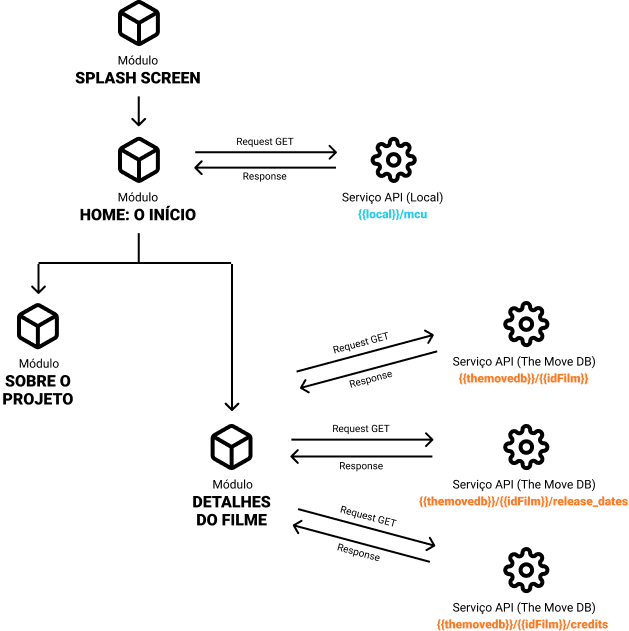 Módulo
SPLASH SCREEN
Request GET
Response
Módulo
HOME: O INÍCIO
Serviço API (Local)
{{local}}/mcu
Módulo
SOBRE O
PROJETO
Request GET
Response
Serviço API (The Move DB)
{{themovedb}}/{{idFilm}}
Request GET
Response
Módulo
DETALHES
DO FILME
Serviço API (The Move DB)
{{themovedb}}/{{idFilm}}/release_dates
Request GET
Response
Serviço API (The Move DB)
{{themovedb}}/{{idFilm}}/credits